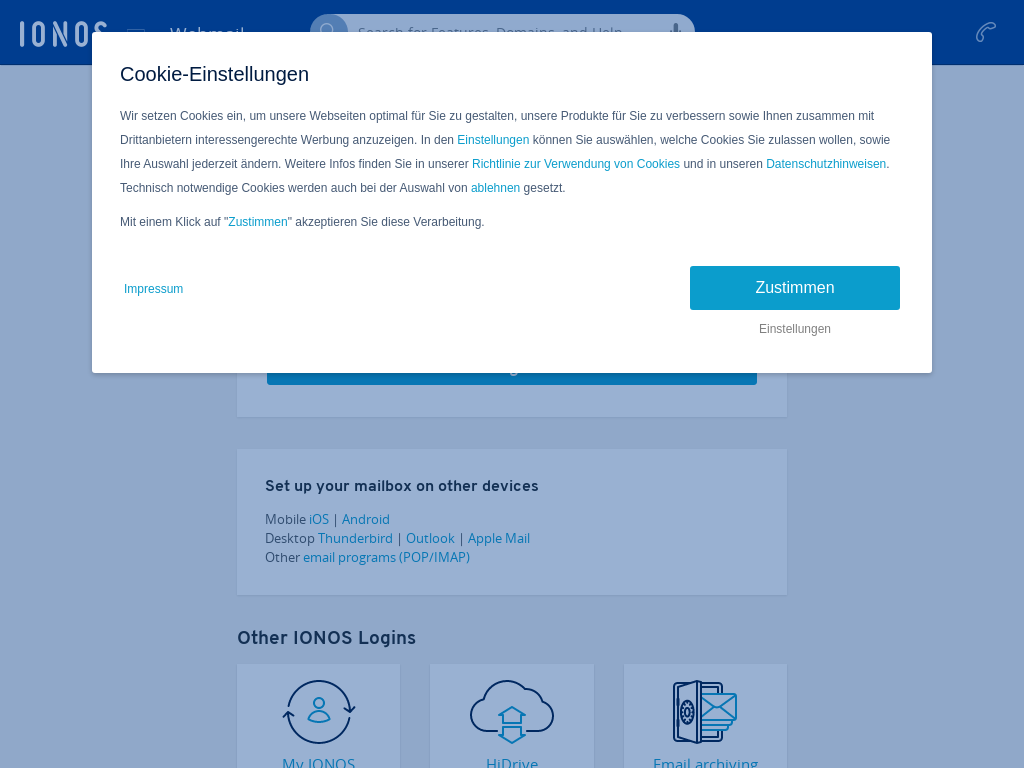 IONOS
Webmail
Search for Features, Domains, and Help
Cookie-Einstellungen
Wir setzen Cookies ein, um unsere Webseiten optimal für Sie zu gestalten, unsere Produkte für Sie zu verbessern sowie Ihnen zusammen mit
Drittanbietern interessengerechte Werbung anzuzeigen. In den Einstellungen können Sie auswählen, welche Cookies Sie zulassen wollen, sowie
Ihre Auswahl jederzeit ändern. Weitere Infos finden Sie in unserer Richtlinie zur Verwendung von Cookies und in unseren Datenschutzhinweisen.
Technisch notwendige Cookies werden auch bei der Auswahl von ablehnen gesetzt.
Mit einem Klick auf "Zustimmen" akzeptieren Sie diese Verarbeitung.
Impressum
Zustimmen
Einstellungen
Set up your mailbox on other devices
Mobile iOS | Android
Desktop Thunderbird | Outlook | Apple Mail
Other email programs (POP/IMAP)
Other IONOS Logins
My IONOS
HiDrive
Email archiving